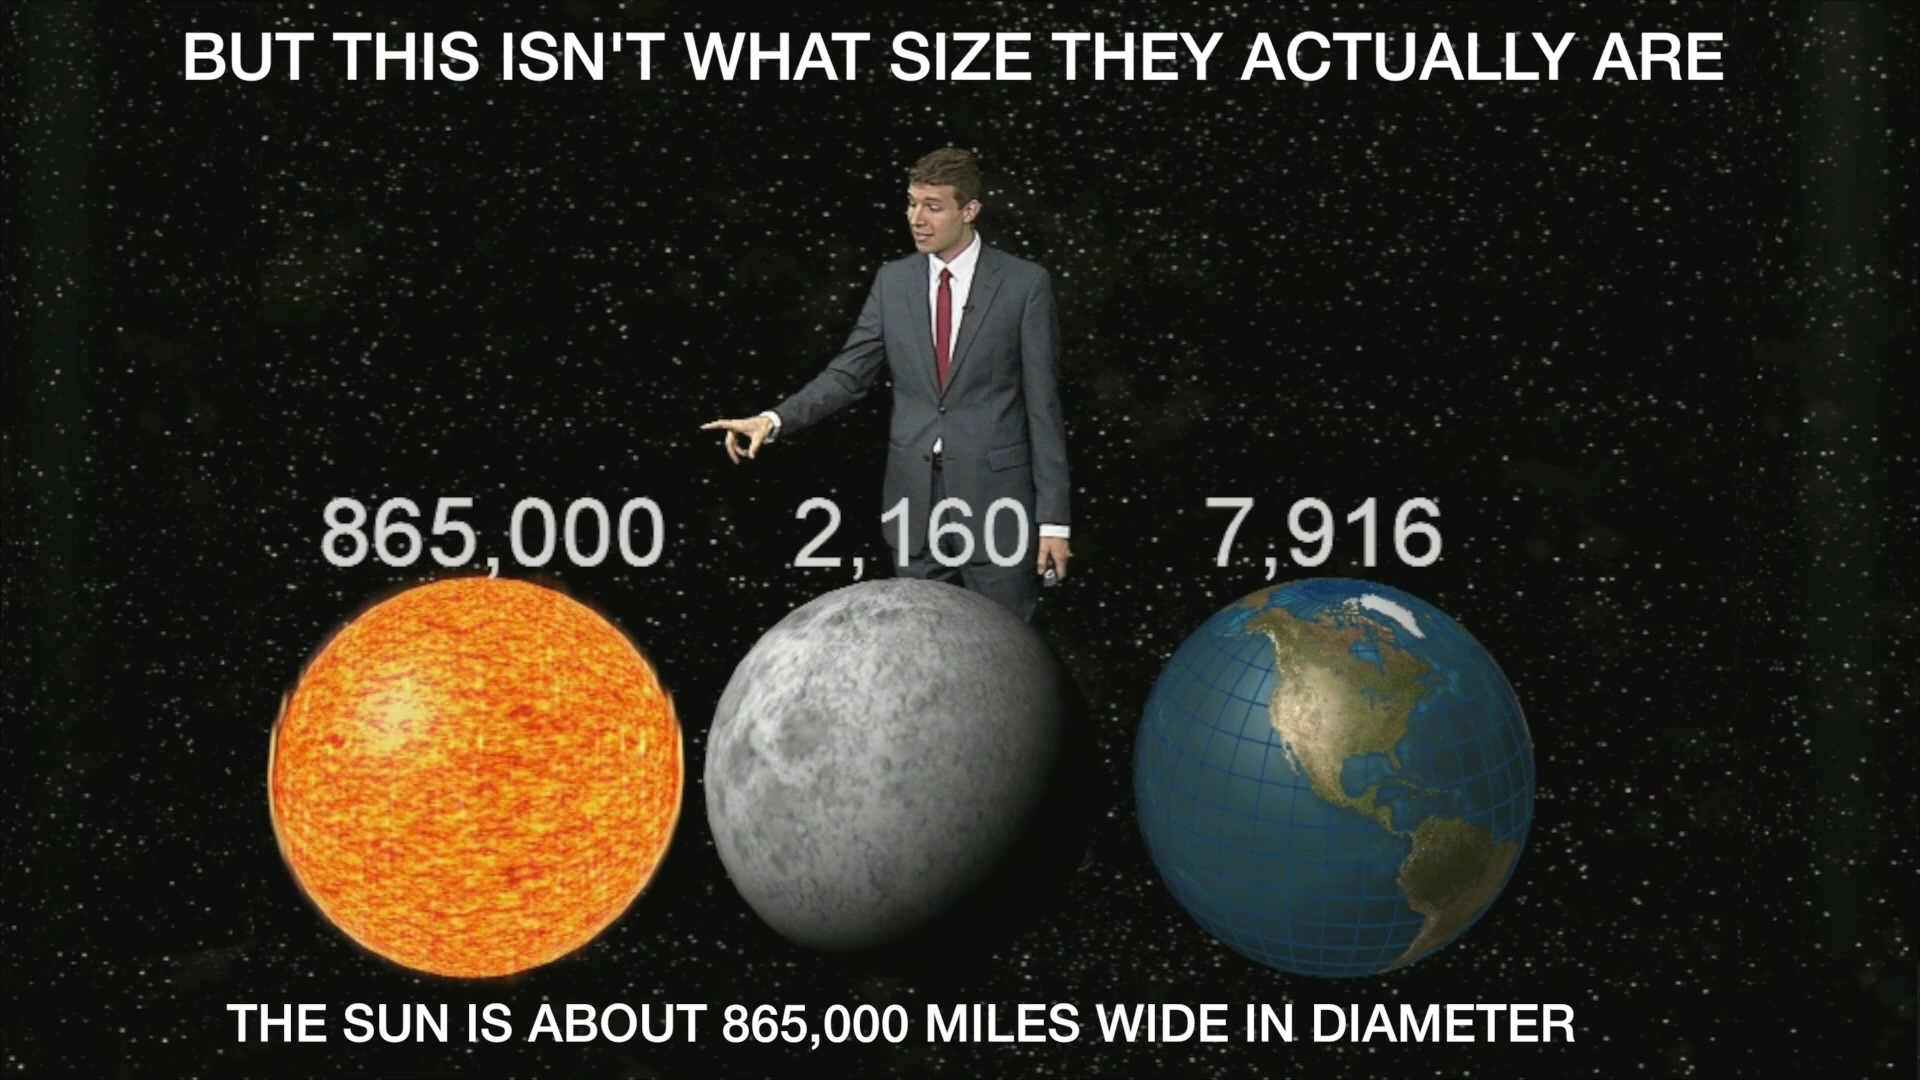 BUT THIS ISN'T WHAT SIZE THEY ACTUALLY ARE
865,000 2,160 7,916
THE SUN IS ABOUT 865,000 MILES WIDE IN DIAMETER